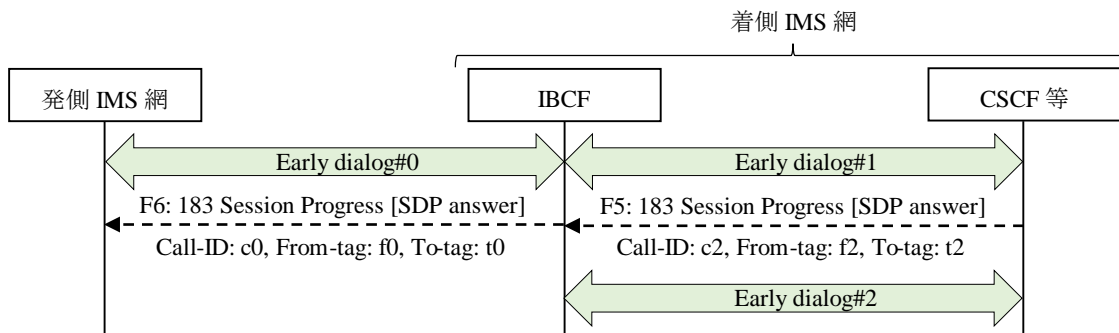 着側 IMS 網
発側 IMS 網
IBCF
CSCF 等
Early dialog#0
Early dialog#1
F6: 183 Session Progress [SDP answer]
F5: 183 Session Progress [SDP answer]
Call-ID: c0, From-tag: f0, To-tag: t0
Call-ID: c2, From-tag: f2, To-tag: t2
Early dialog#2